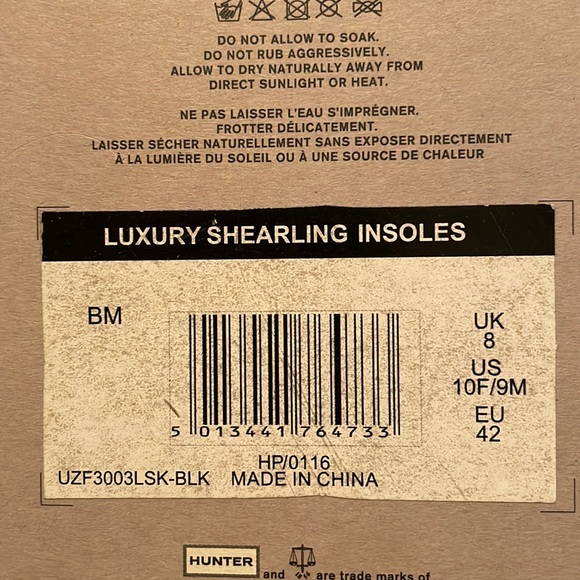 DO NOT ALLOW TO SOAK.
DO NOT RUB AGGRESSIVELY.
ALLOW TO DRY NATURALLY AWAY FROM
DIRECT SUNLIGHT OR HEAT.
NE PAS LAISSER L'EAU S'IMPRÉGNER.
FROTTER DÉLICATEMENT.
LAISSER SÉCHER NATURELLEMENT SANS EXPOSER DIRECTEMENT
À LA LUMIÈRE DU SOLEIL OU À UNE SOURCE DE CHALEUR
LUXURY SHEARLING INSOLES
BM
UK
8
US
10F/9M
EU
42
5 013441 764733
HP/0116
UZF3003LSK-BLK MADE IN CHINA
HUNTER and are trade marks of